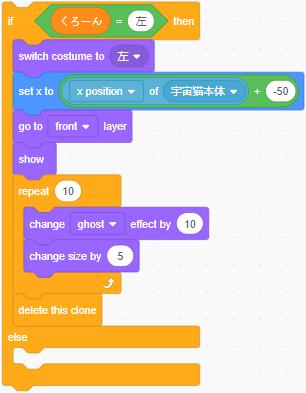 if くろーん = 左 then
switch costume to 左
set x to x position of 宇宙猫本体 + -50
go to front layer
show
repeat 10
change ghost effect by 10
change size by 5
delete this clone
else